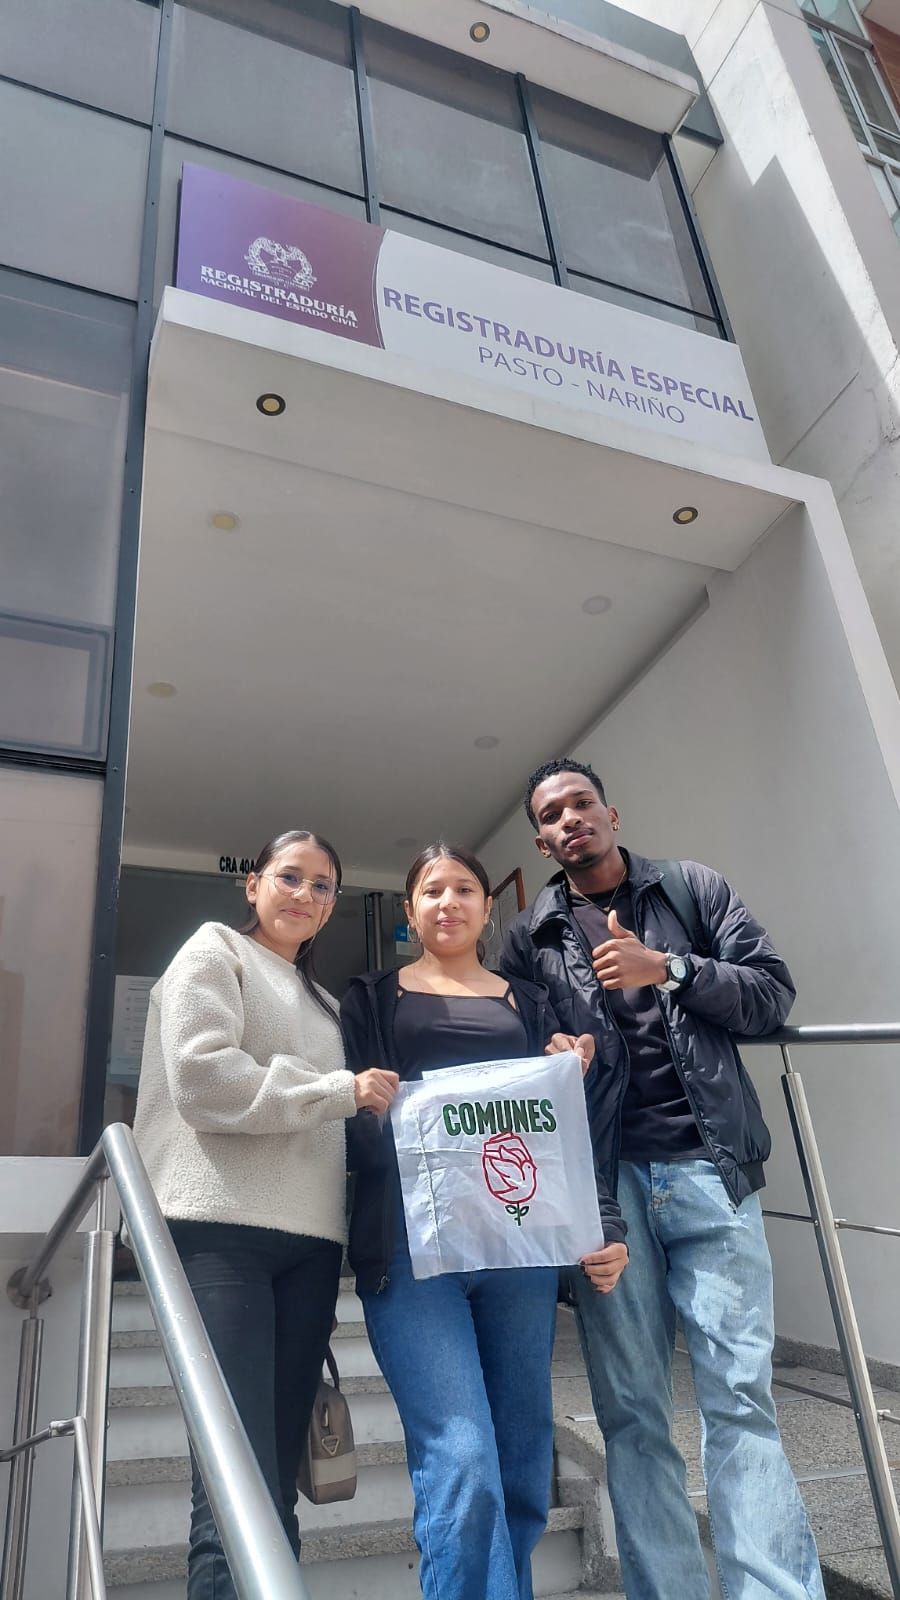 REGISTRADURÍA
NACIONAL DEL ESTADO CIVIL
REGISTRADURÍA ESPECIAL
PASTO - NARIÑO
CRA 40A
COMUNES